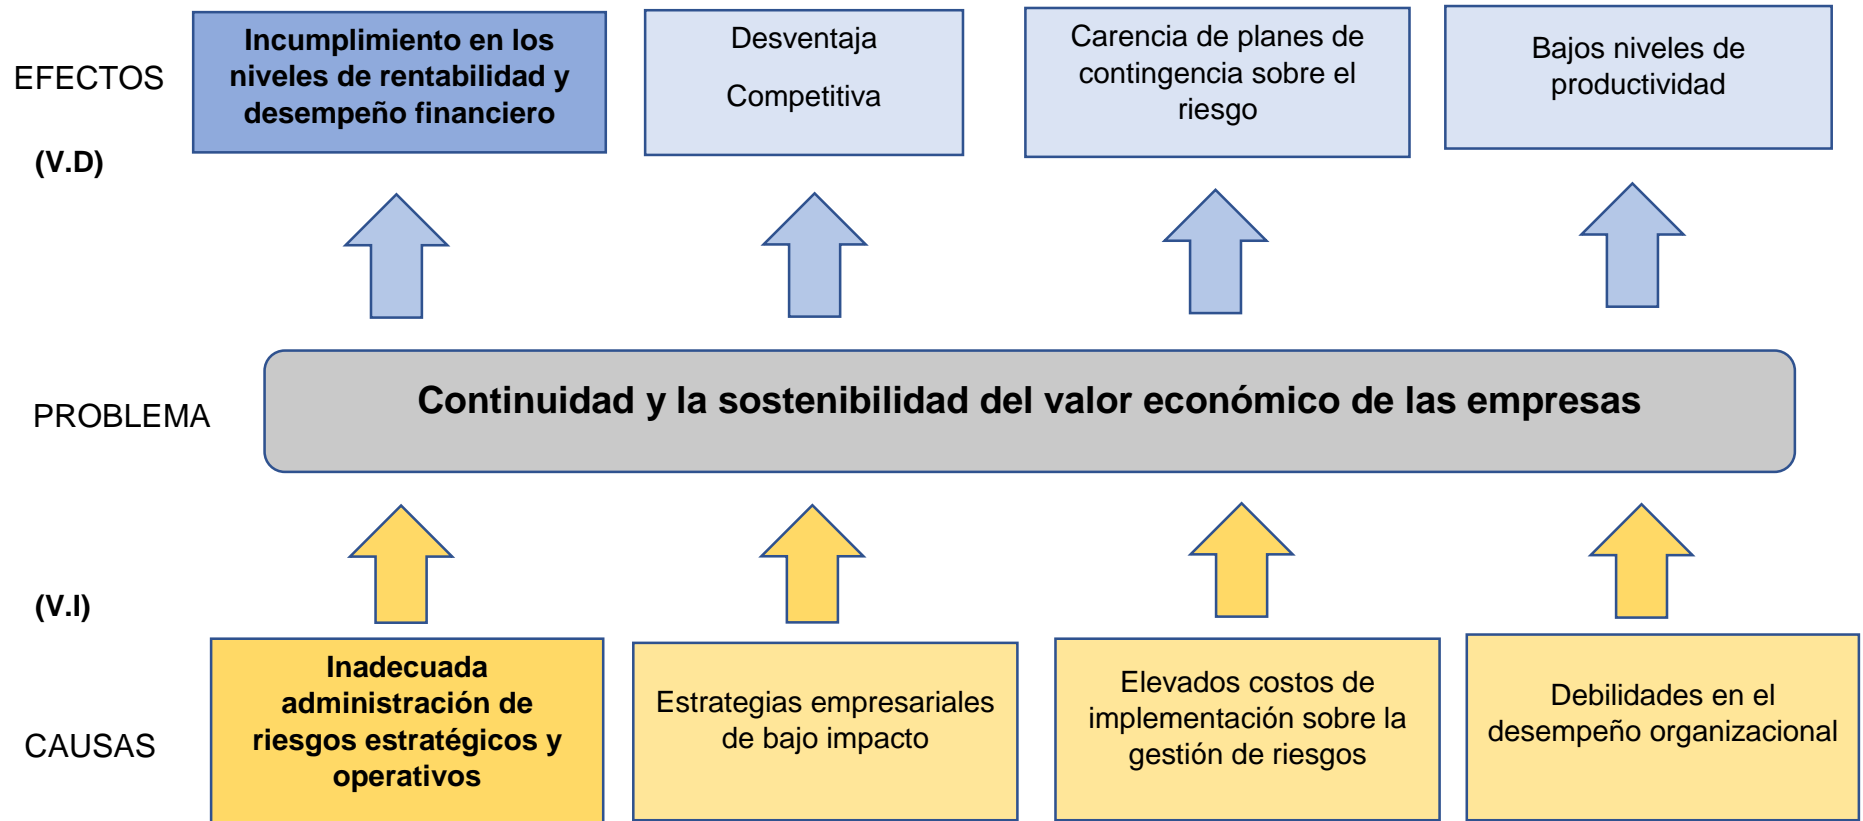 EFECTOS
(V.D)
Incumplimiento en los
niveles de rentabilidad y
desempeño financiero
Desventaja
Competitiva
Carencia de planes de
contingencia sobre el
riesgo
Bajos niveles de
productividad
PROBLEMA
Continuidad y la sostenibilidad del valor económico de las empresas
(V.I)
CAUSAS
Inadecuada
administración de
riesgos estratégicos y
operativos
Estrategias empresariales
de bajo impacto
Elevados costos de
implementación sobre la
gestión de riesgos
Debilidades en el
desempeño organizacional